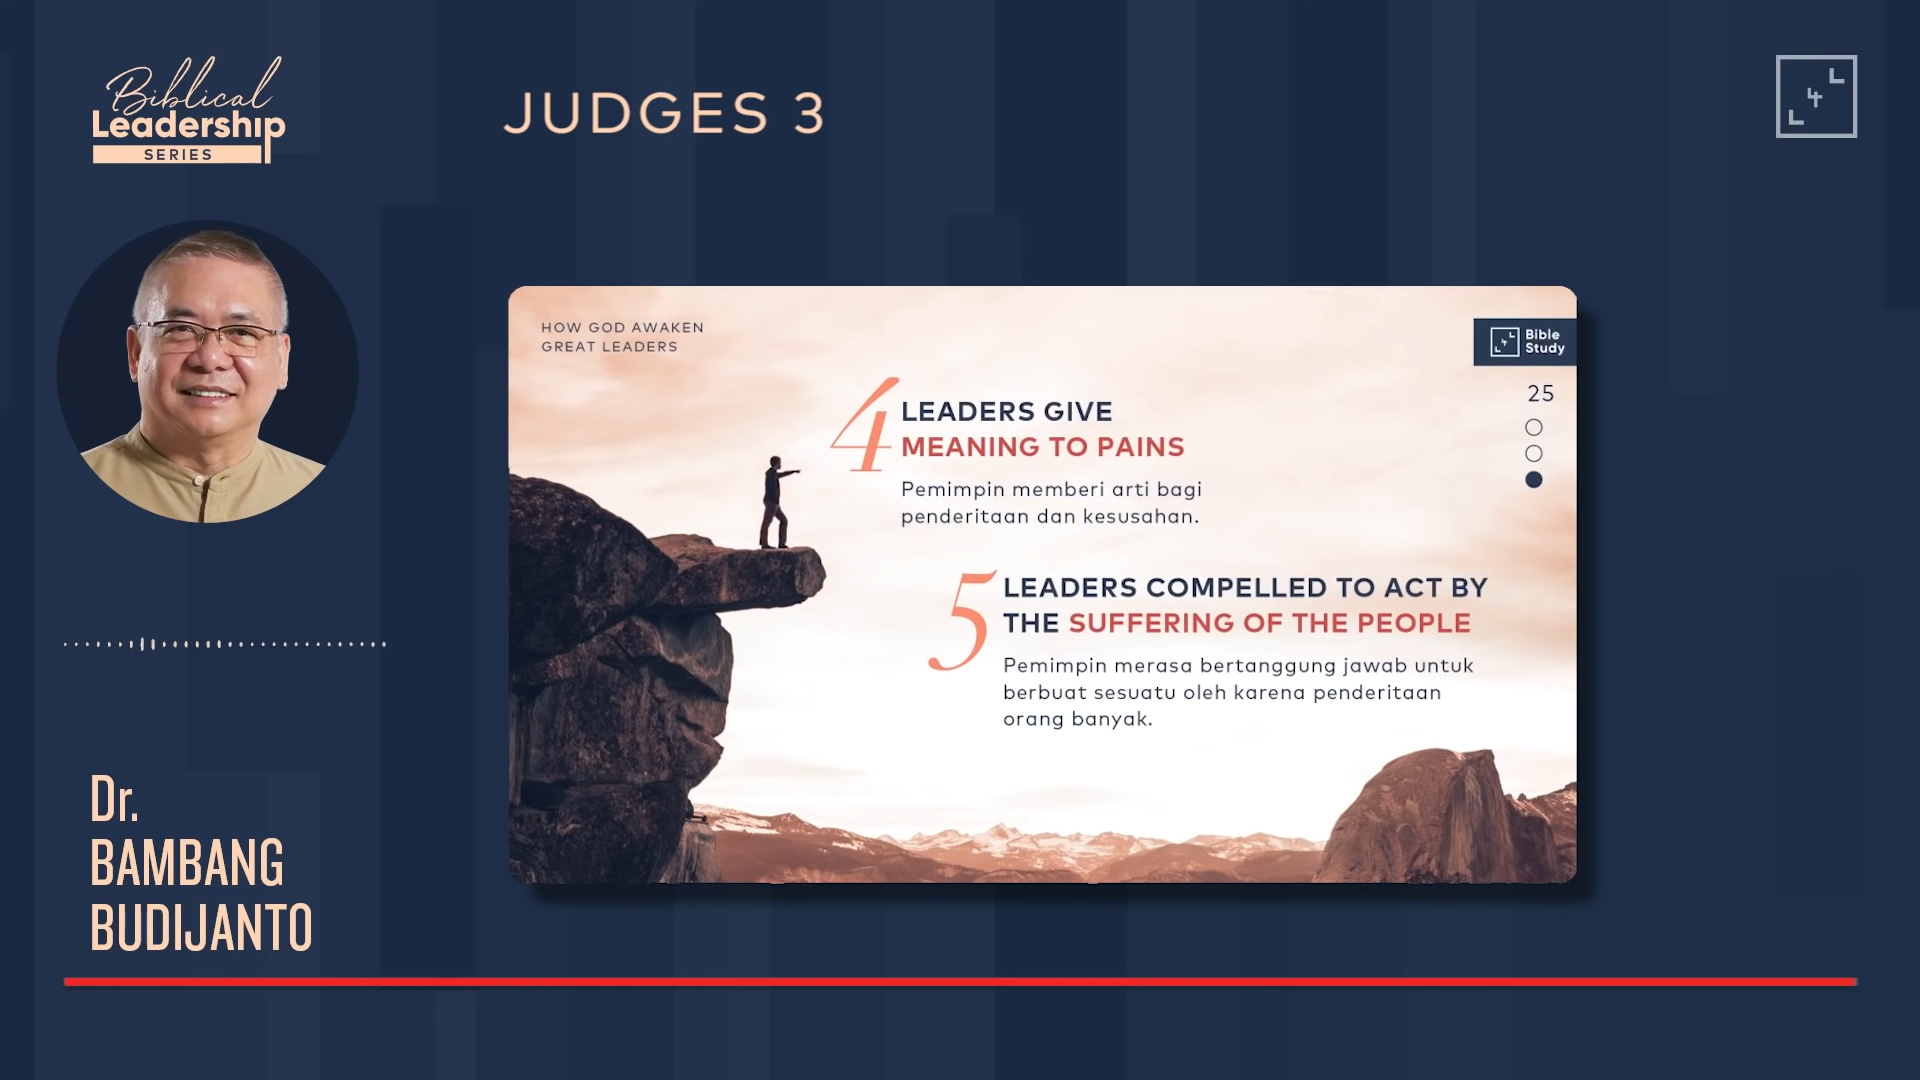 Biblical
Leadership
SERIES
JUDGES 3
HOW GOD AWAKEN
GREAT LEADERS
Bible
Study
25
4
LEADERS GIVE
MEANING TO PAINS
Pemimpin memberi arti bagi
penderitaan dan kesusahan.
5
LEADERS COMPELLED TO ACT BY
THE SUFFERING OF THE PEOPLE
Pemimpin merasa bertanggung jawab untuk
berbuat sesuatu oleh karena penderitaan
orang banyak.
Dr.
BAMBANG
BUDIJANTO